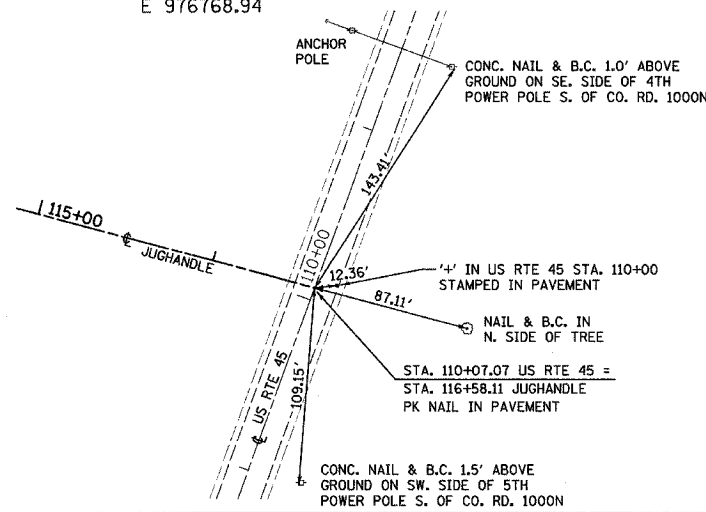 E 976768.94
ANCHOR
POLE
CONC. NAIL & B.C. 1.0' ABOVE
GROUND ON SE. SIDE OF 4TH
POWER POLE S. OF CO. RD. 1000N
143.41'
115+00
JUGHANDLE
110+00
12.36'
'+' IN US RTE 45 STA. 110+00
STAMPED IN PAVEMENT
87.11'
NAIL & B.C. IN
N. SIDE OF TREE
STA. 110+07.07 US RTE 45 =
STA. 116+58.11 JUGHANDLE
PK NAIL IN PAVEMENT
US RTE 45
109.15'
CONC. NAIL & B.C. 1.5' ABOVE
GROUND ON SW. SIDE OF 5TH
POWER POLE S. OF CO. RD. 1000N